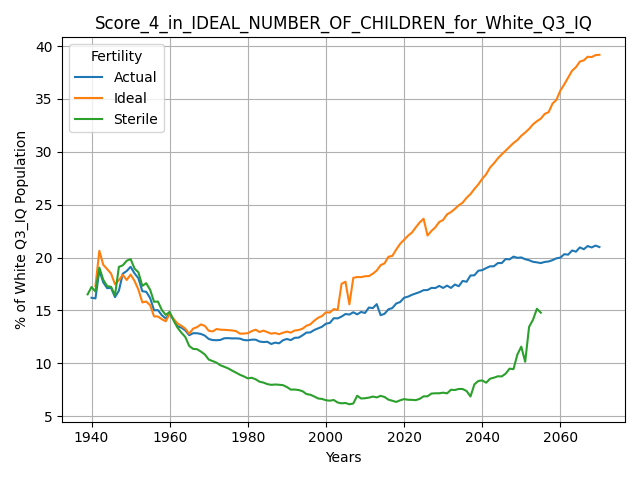 Score_4_in_IDEAL_NUMBER_OF_CHILDREN_for_White_Q3_IQ
Fertility
Actual
Ideal
Sterile
% of White Q3_IQ Population
40
35
30
25
20
15
10
5
1940 1960 1980 2000 2020 2040 2060
Years